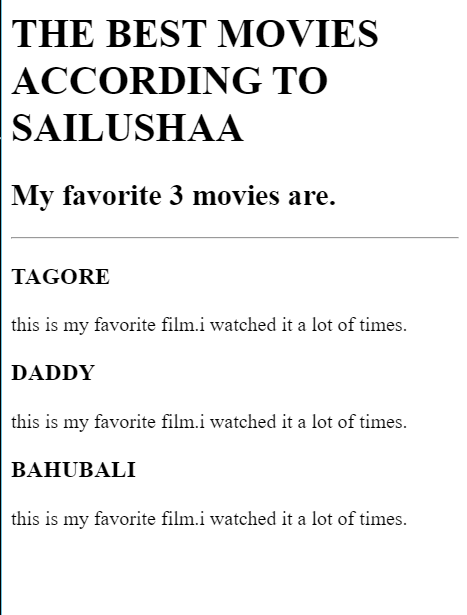 THE BEST MOVIES
ACCORDING TO
SAILUSHAA
My favorite 3 movies are.
TAGORE
this is my favorite film.i watched it a lot of times.
DADDY
this is my favorite film.i watched it a lot of times.
BAHUBALI
this is my favorite film.i watched it a lot of times.